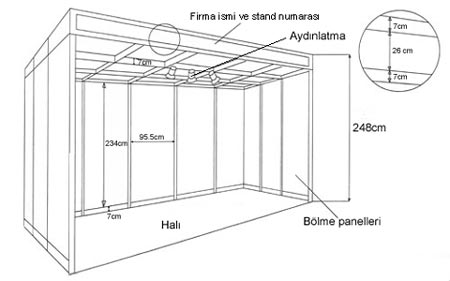 Firma ismi ve stand numarası
Aydınlatma
7cm
26 cm
7cm
1.7cm
95.5cm
234cm
248cm
7cm
Halı
Bölme panelleri